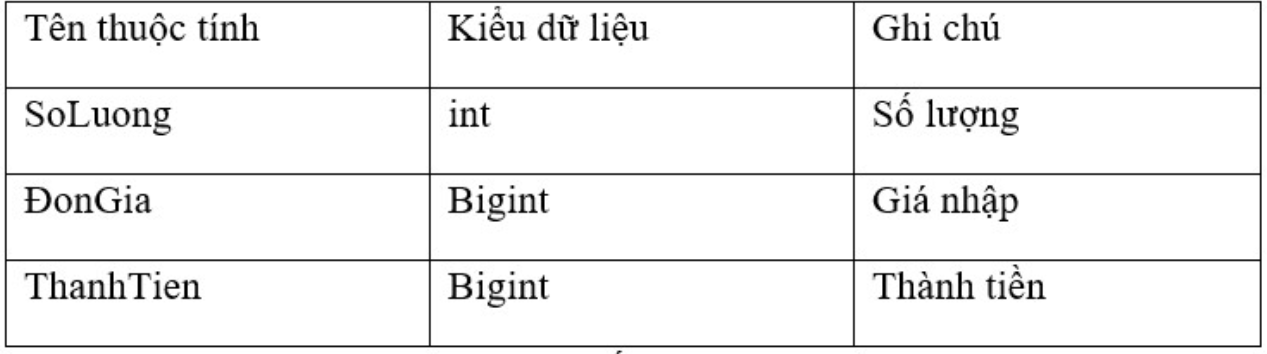 Tên thuộc tính Kiểu dữ liệu Ghi chú
SoLuong int Số lượng
ĐonGia Bigint Giá nhập
ThanhTien Bigint Thành tiền